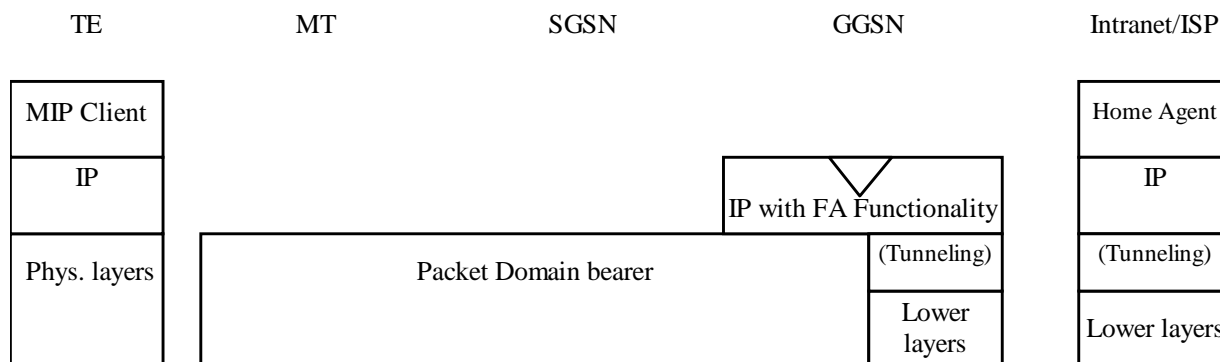 TE MT SGSN GGSN Intranet/ISP
MIP Client Home Agent
IP IP
IP with FA Functionality
Phys. layers Packet Domain bearer (Tunneling) (Tunneling)
Lower
layers
Lower layers